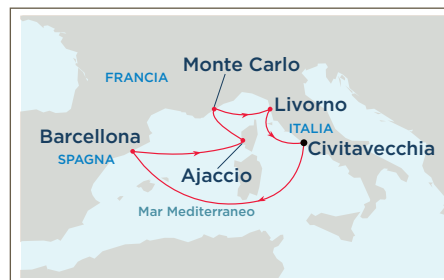 Monte Carlo
FRANCIA
Livorno
Barcellona
ITALIA
SPAGNA
Civitavecchia
Ajaccio
Mar Mediterraneo